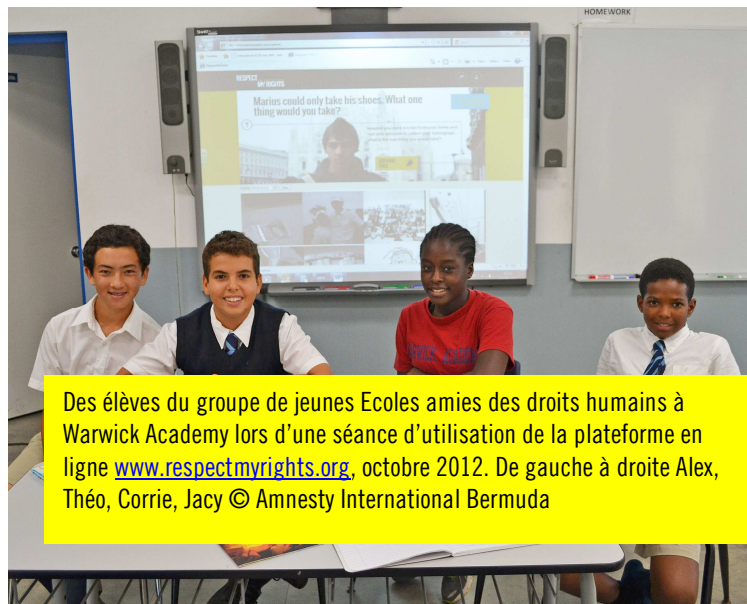 HOMEWORK
RESPECT
MY RIGHTS
Marius could only take his shoes. What one
thing would you take?
Des élèves du groupe de jeunes Ecoles amies des droits humains à
Warwick Academy lors d’une séance d’utilisation de la plateforme en
ligne www.respectmyrights.org, octobre 2012. De gauche à droite Alex,
Théo, Corrie, Jacy © Amnesty International Bermuda